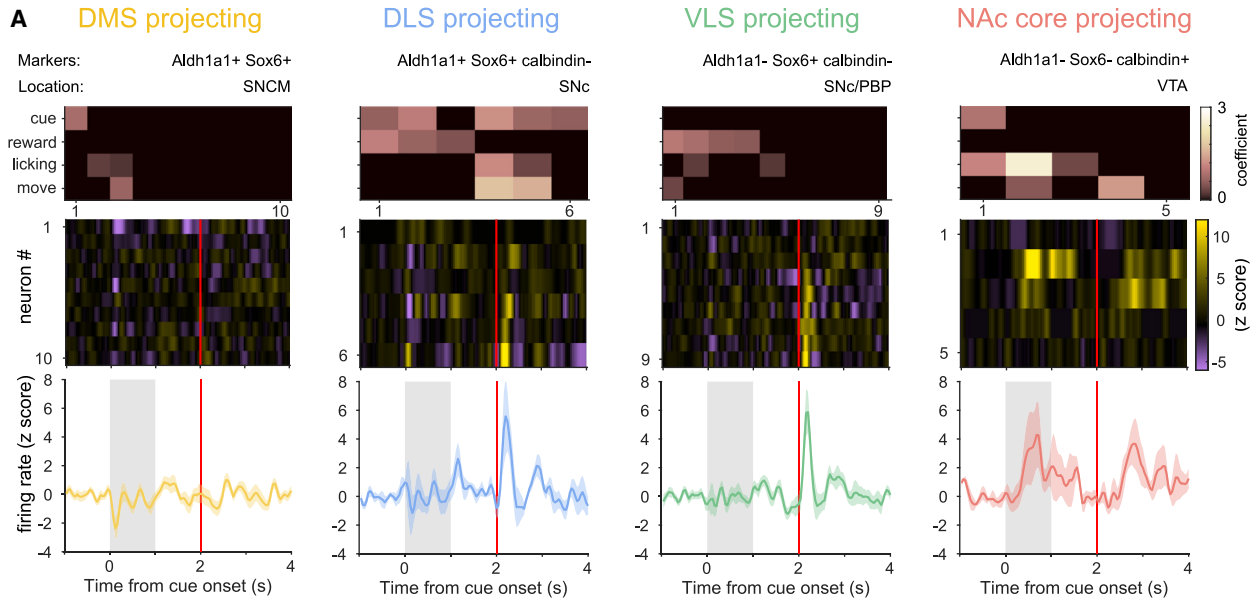 A
DMS projecting
DLS projecting
VLS projecting
NAc core projecting
Markers:
Aldh1a1+ Sox6+
Aldh1a1+ Sox6+ calbindin-
Aldh1a1- Sox6+ calbindin-
Aldh1a1- Sox6- calbindin+
Location:
SNCM
SNc
SNc/PBP
VTA
cue
reward
licking
move
3
0
coefficient
1 10
1 6
1 9
1 5
neuron #
1
10
1
6
1
9
1
5
10
5
0
-5
(z score)
firing rate (z score)
8
6
4
2
0
-2
-4
8
6
4
2
0
-2
-4
8
6
4
2
0
-2
-4
8
6
4
2
0
-2
-4
0 2 4
0 2 4
0 2 4
0 2 4
Time from cue onset (s)
Time from cue onset (s)
Time from cue onset (s)
Time from cue onset (s)